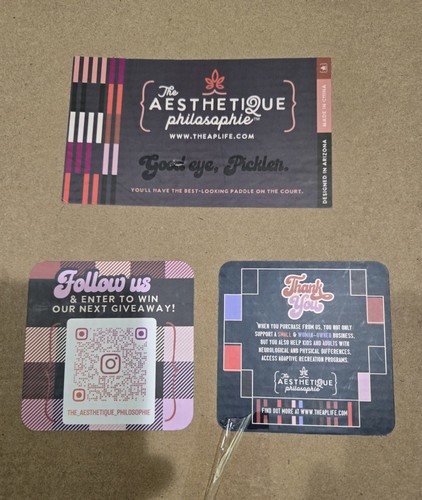 The
AESTHETIQUE
philosophie
WWW.THEAPLIFE.COM
Good eye, Pickler.
YOU'LL HAVE THE BEST-LOOKING PADDLE ON THE COURT.
DESIGNED IN ARIZONA
MADE IN CHINA
Follow us
& ENTER TO WIN
OUR NEXT GIVEAWAY!
THE_AESTHETIQUE_PHILOSOPHIE
Thank
You
WHEN YOU PURCHASE FROM US, YOU NOT ONLY
SUPPORT A SMALL & WOMAN-OWNED BUSINESS,
BUT YOU ALSO HELP KIDS AND ADULTS WITH
NEUROLOGICAL AND PHYSICAL DIFFERENCES,
ACCESS ADAPTIVE RECREATION PROGRAMS.
The
AESTHETIQUE
philosophie
FIND OUT MORE AT WWW.THEAPLIFE.COM